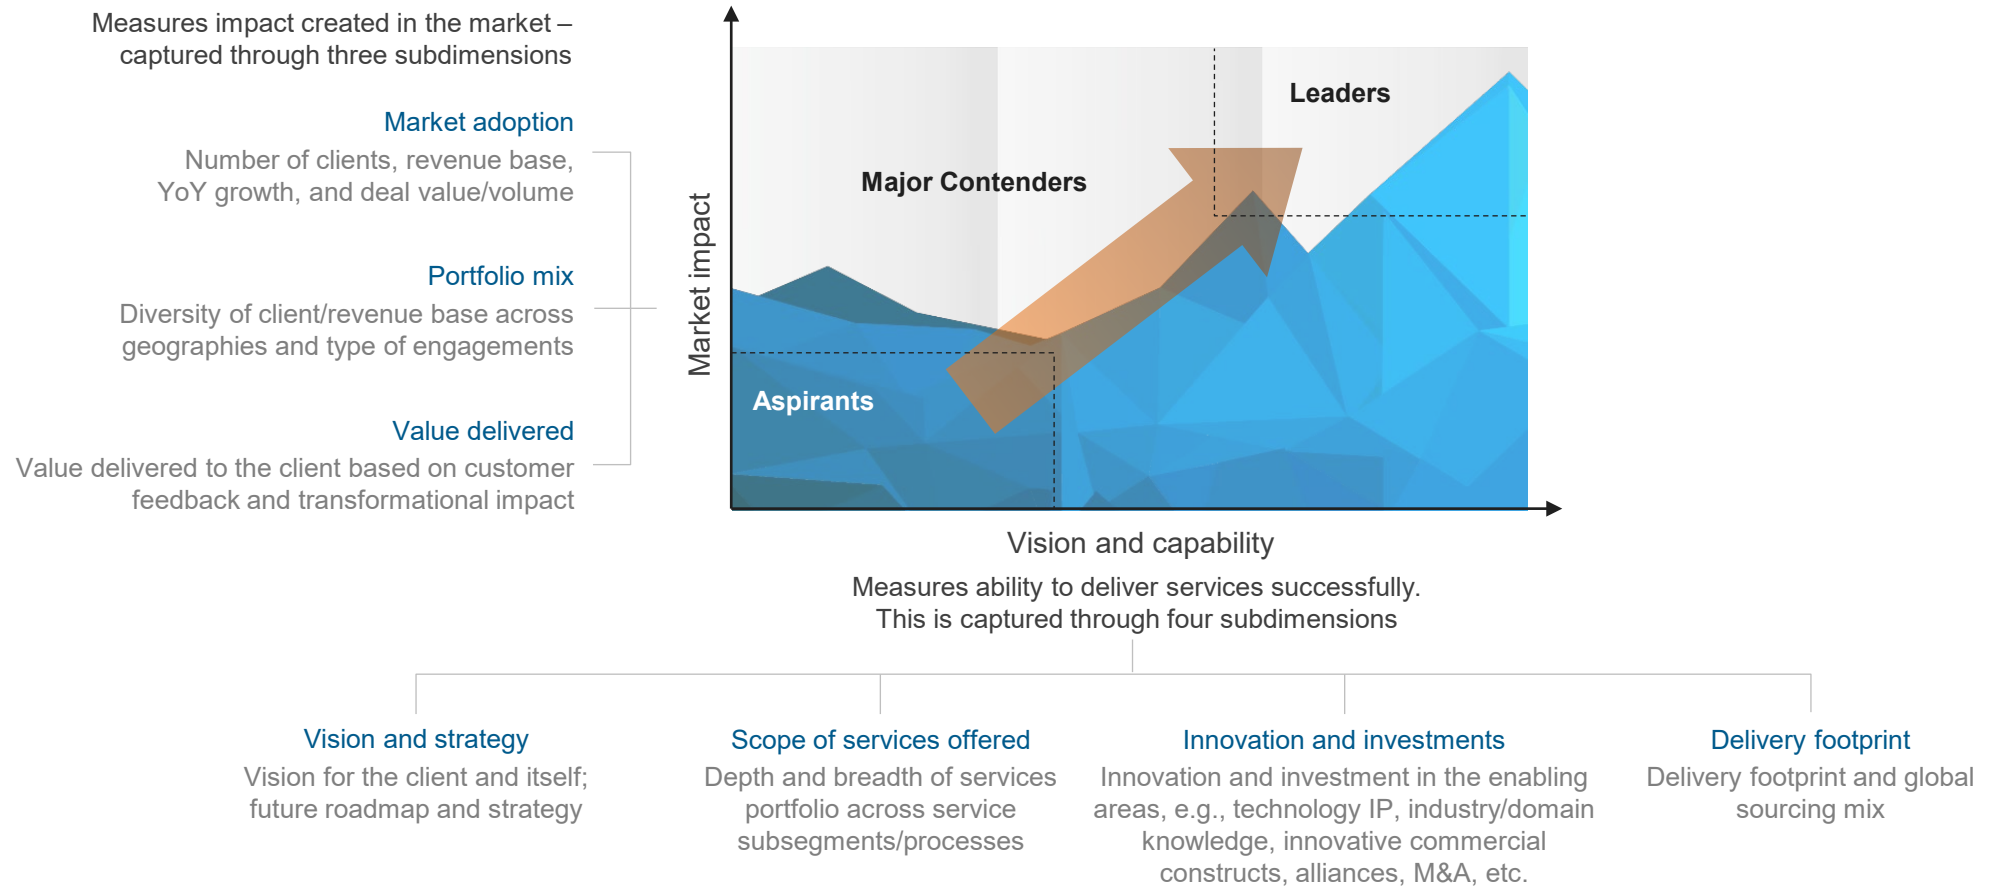 Measures impact created in the market –
captured through three subdimensions
Market adoption
Number of clients, revenue base,
YoY growth, and deal value/volume
Portfolio mix
Diversity of client/revenue base across
geographies and type of engagements
Value delivered
Value delivered to the client based on customer
feedback and transformational impact
Market impact
Leaders
Major Contenders
Aspirants
Vision and capability
Measures ability to deliver services successfully.
This is captured through four subdimensions
Vision and strategy
Vision for the client and itself;
future roadmap and strategy
Scope of services offered
Depth and breadth of services
portfolio across service
subsegments/processes
Innovation and investments
Innovation and investment in the enabling
areas, e.g., technology IP, industry/domain
knowledge, innovative commercial
constructs, alliances, M&A, etc.
Delivery footprint
Delivery footprint and global
sourcing mix